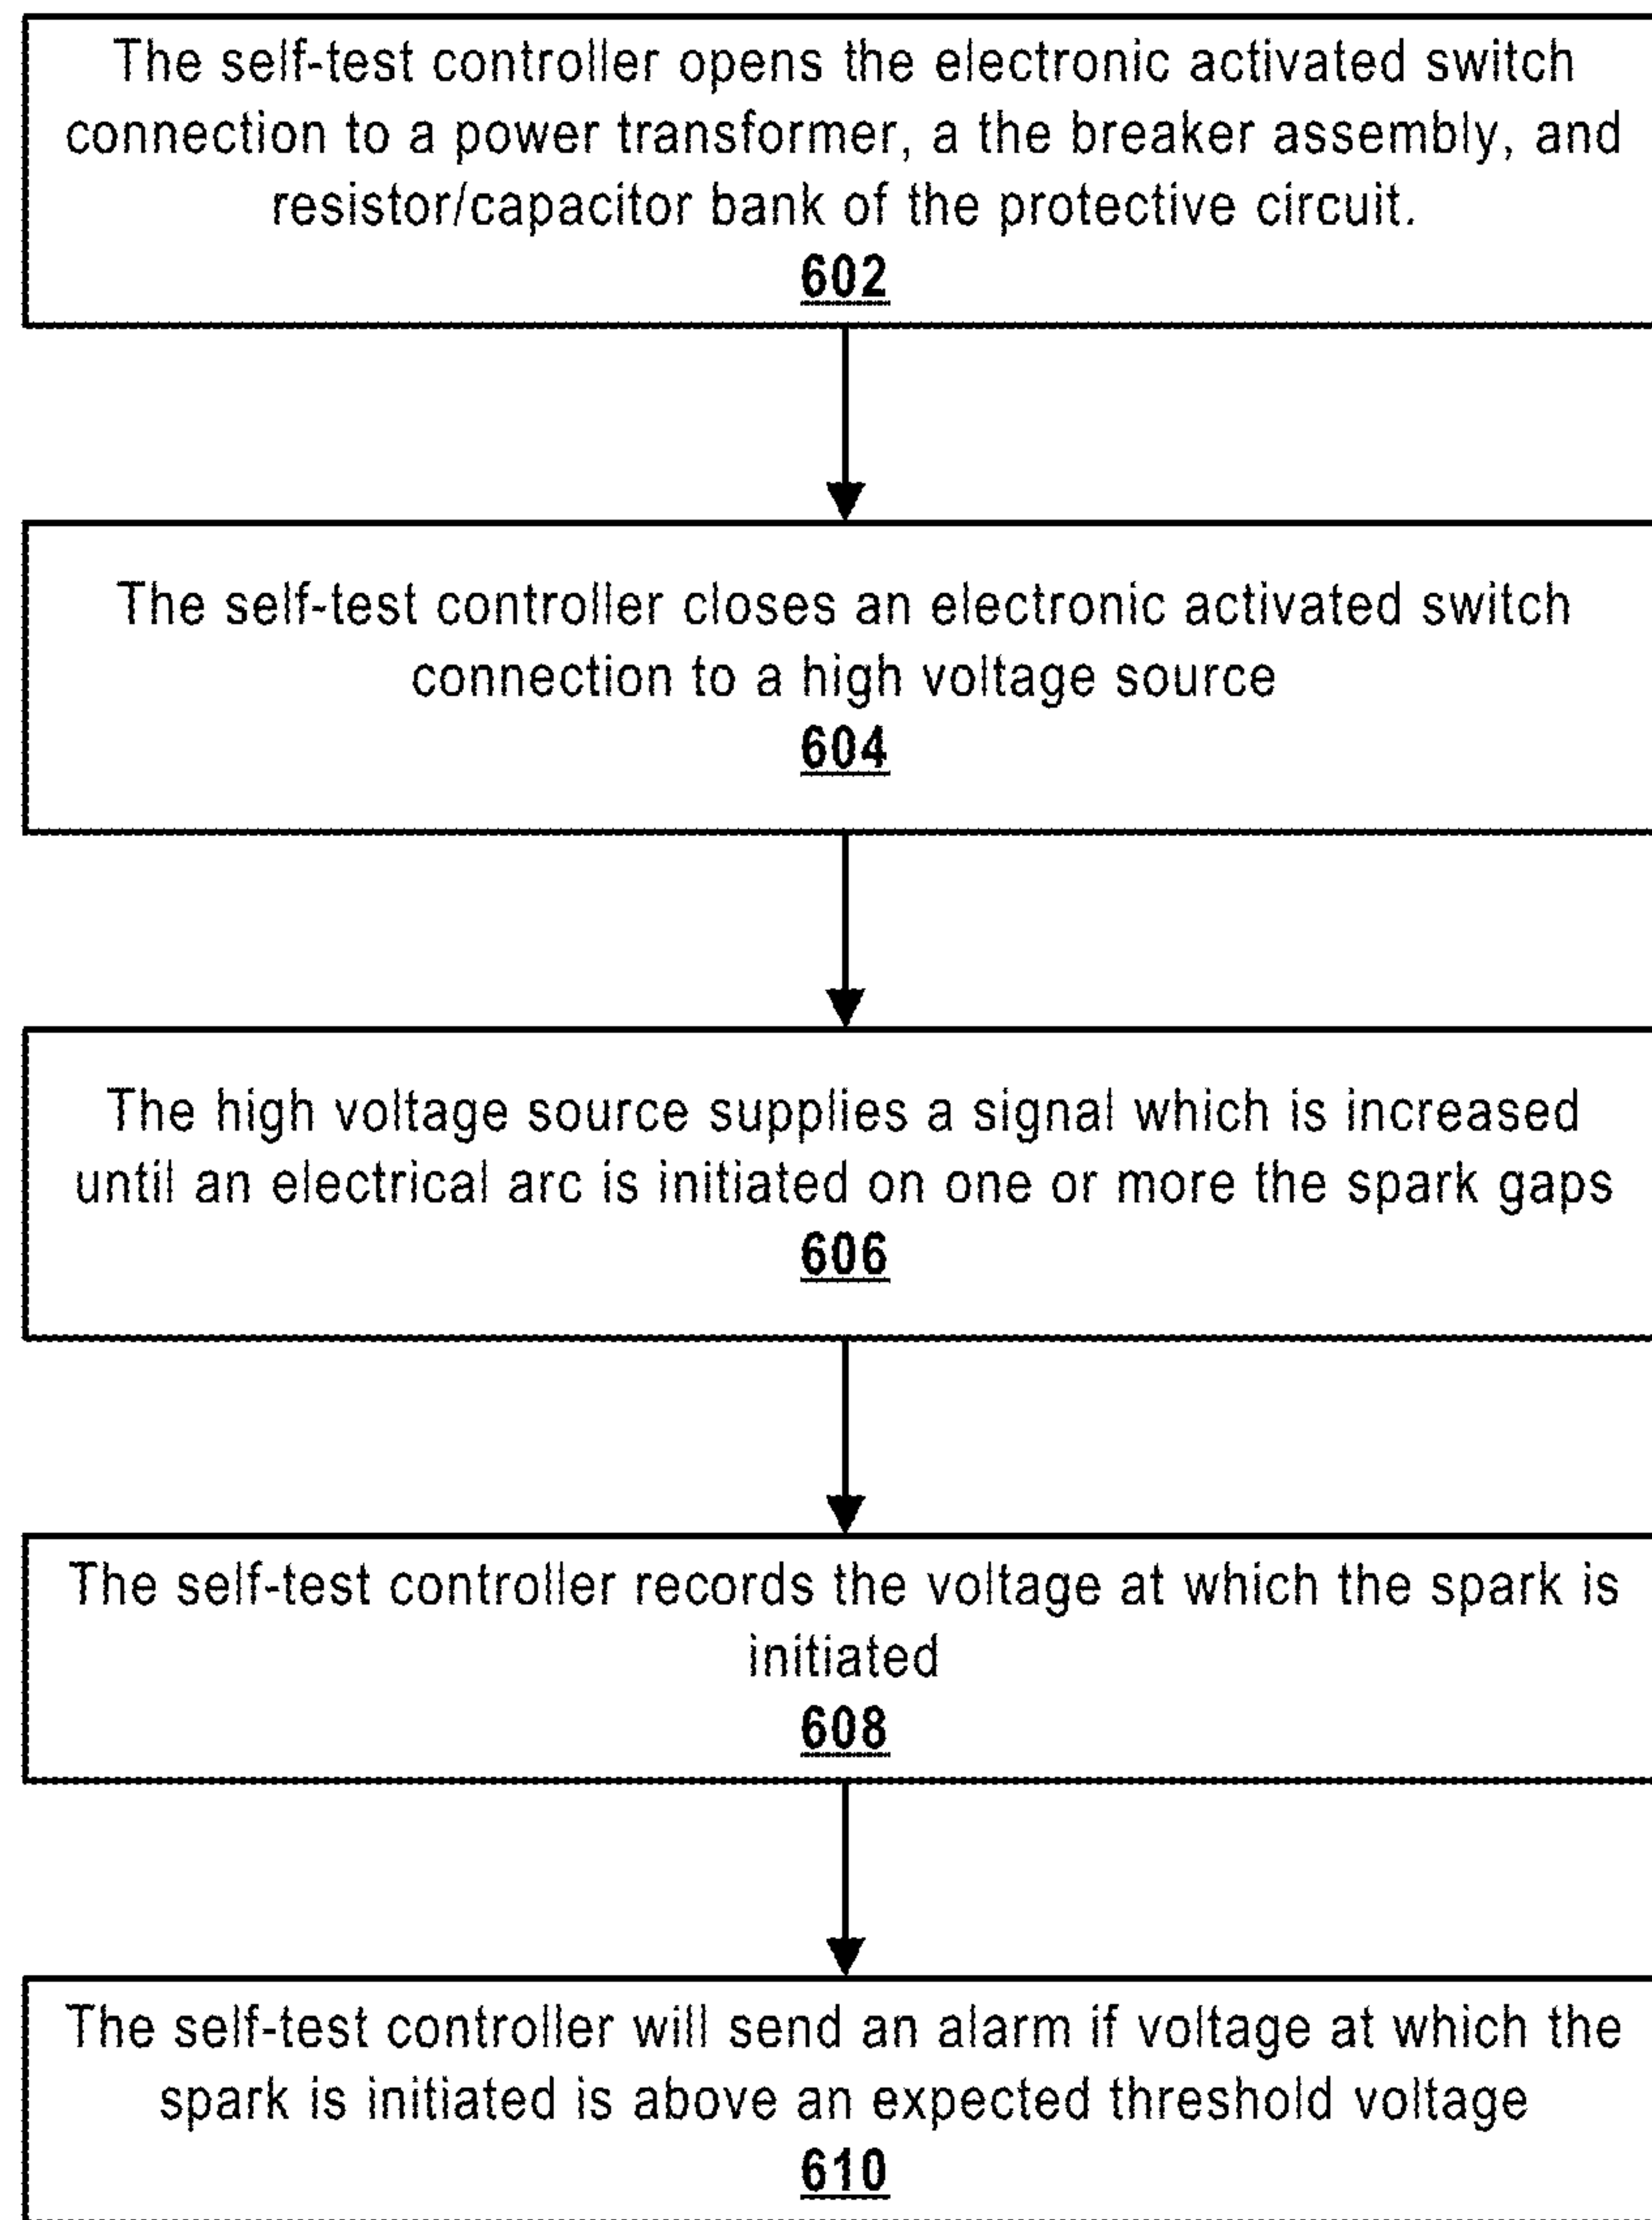 The self-test controller opens the electronic activated switch
connection to a power transformer, a the breaker assembly, and
resistor/capacitor bank of the protective circuit.
602
The self-test controller closes an electronic activated switch
connection to a high voltage source
604
The high voltage source supplies a signal which is increased
until an electrical arc is initiated on one or more the spark gaps
606
The self-test controller records the voltage at which the spark is
initiated
608
The self-test controller will send an alarm if voltage at which the
spark is initiated is above an expected threshold voltage
610